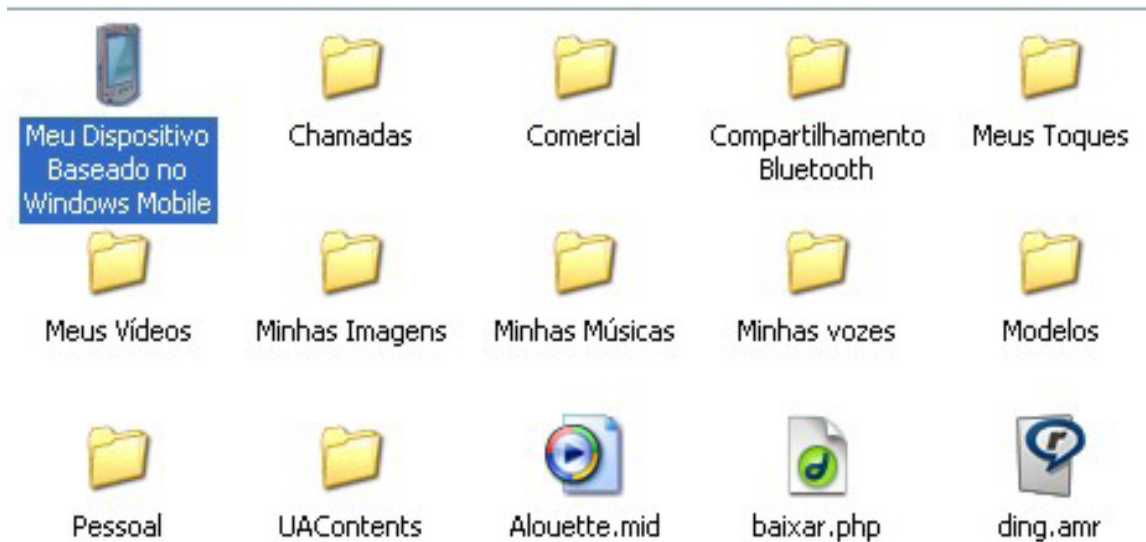 Meu Dispositivo
Baseado no
Windows Mobile
Chamadas
Comercial
Compartilhamento
Bluetooth
Meus Toques
Meus Vídeos
Minhas Imagens
Minhas Músicas
Minhas vozes
Modelos
Pessoal
UAContents
Alouette.mid
baixar.php
ding.amr